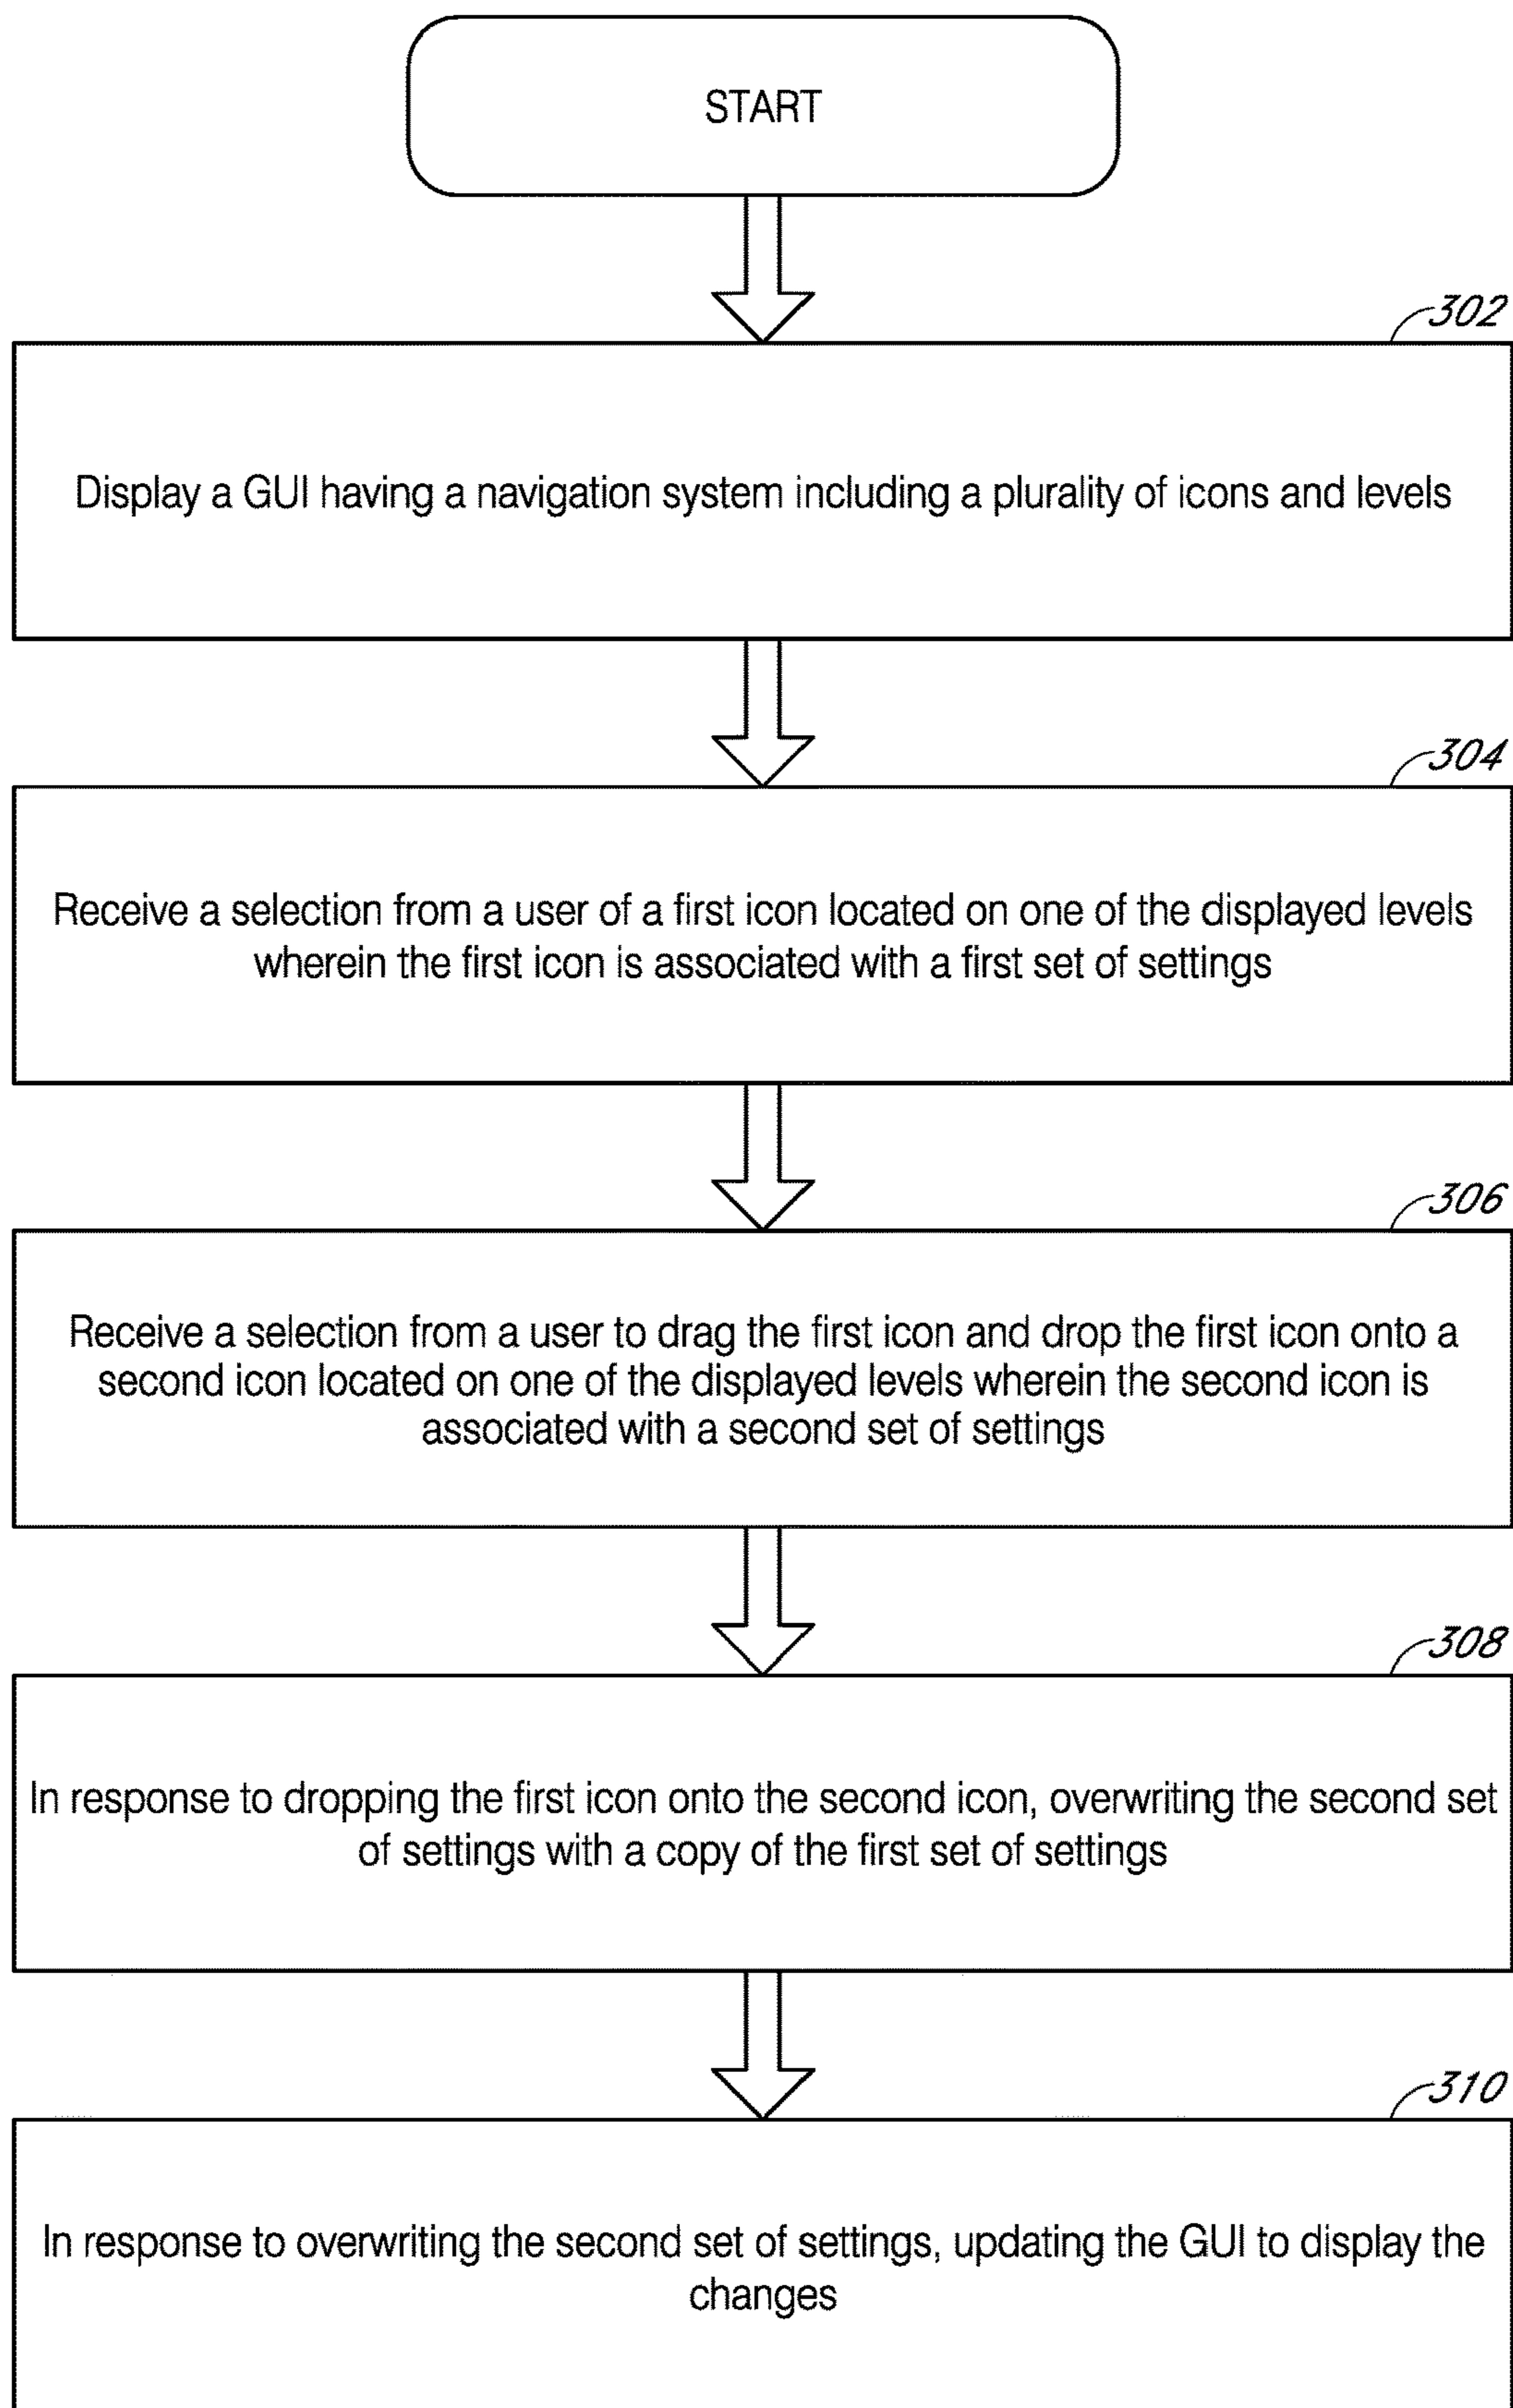 START
302
Display a GUI having a navigation system including a plurality of icons and levels
304
Receive a selection from a user of a first icon located on one of the displayed levels
wherein the first icon is associated with a first set of settings
306
Receive a selection from a user to drag the first icon and drop the first icon onto a
second icon located on one of the displayed levels wherein the second icon is
associated with a second set of settings
308
In response to dropping the first icon onto the second icon, overwriting the second set
of settings with a copy of the first set of settings
310
In response to overwriting the second set of settings, updating the GUI to display the
changes